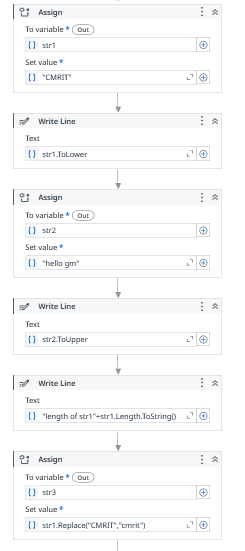 Assign
To variable * Out
str1
Set value *
"CMRIT"
Write Line
Text
str1.ToLower
Assign
To variable * Out
str2
Set value *
"hello gm"
Write Line
Text
str2.ToUpper
Write Line
Text
"length of str1"+str1.Length.ToString()
Assign
To variable * Out
str3
Set value *
str1.Replace("CMRIT","cmrit")